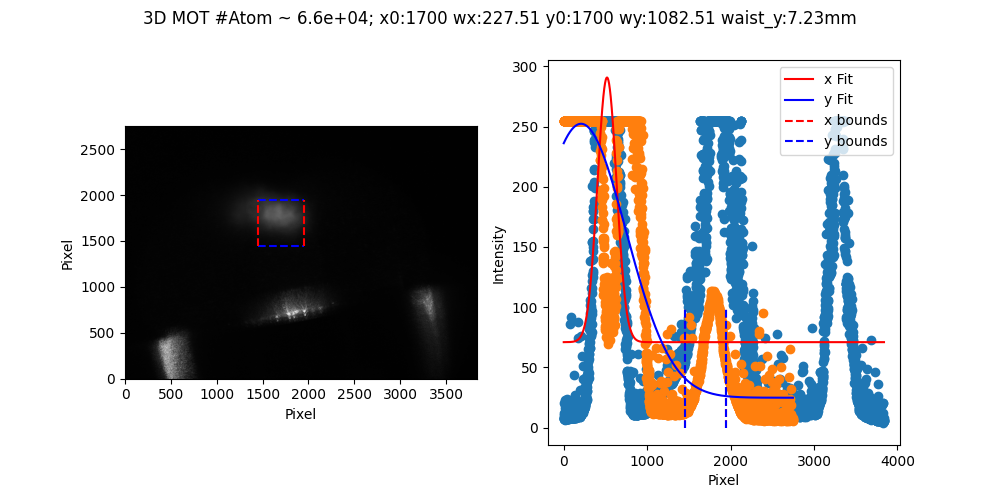 3D MOT #Atom ~ 6.6e+04; x0:1700 wx:227.51 y0:1700 wy:1082.51 waist_y:7.23mm
Pixel
2500
2000
1500
1000
500
0
0 500 1000 1500 2000 2500 3000 3500
Pixel
Intensity
300
250
200
150
100
50
0
x Fit
y Fit
x bounds
y bounds
0 1000 2000 3000 4000
Pixel